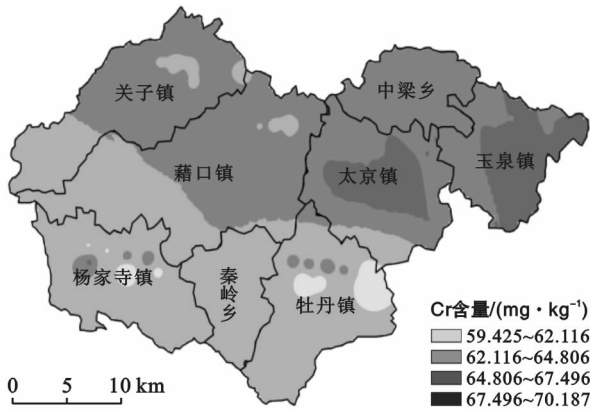 关子镇
中梁乡
藉口镇
太京镇
玉泉镇
杨家寺镇
秦岭乡
牡丹镇
Cr含量/(mg·kg⁻¹)
59.425~62.116
62.116~64.806
64.806~67.496
67.496~70.187
0 5 10 km